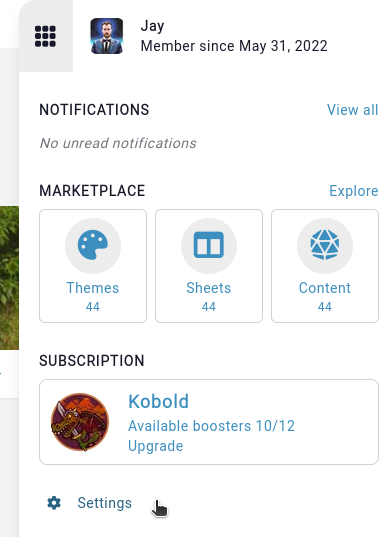 Jay
Member since May 31, 2022
NOTIFICATIONS
View all
No unread notifications
MARKETPLACE
Explore
Themes
44
Sheets
44
Content
44
SUBSCRIPTION
Kobold
Available boosters 10/12
Upgrade
Settings